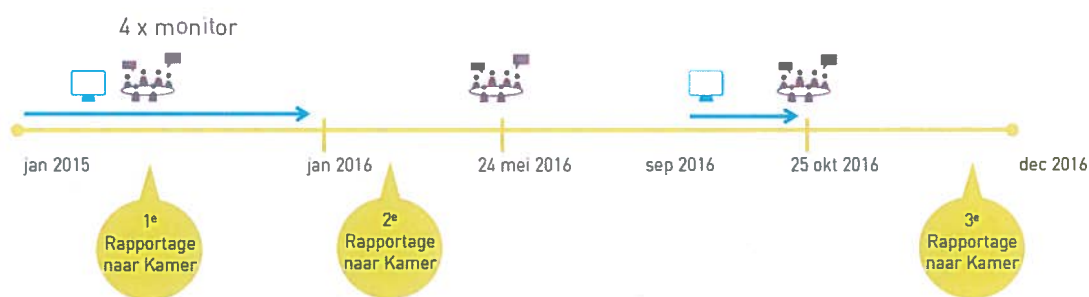 4 x monitor
jan 2015
jan 2016
24 mei 2016
sep 2016
25 okt 2016
dec 2016
1e
Rapportage
naar Kamer
2e
Rapportage
naar Kamer
3e
Rapportage
naar Kamer